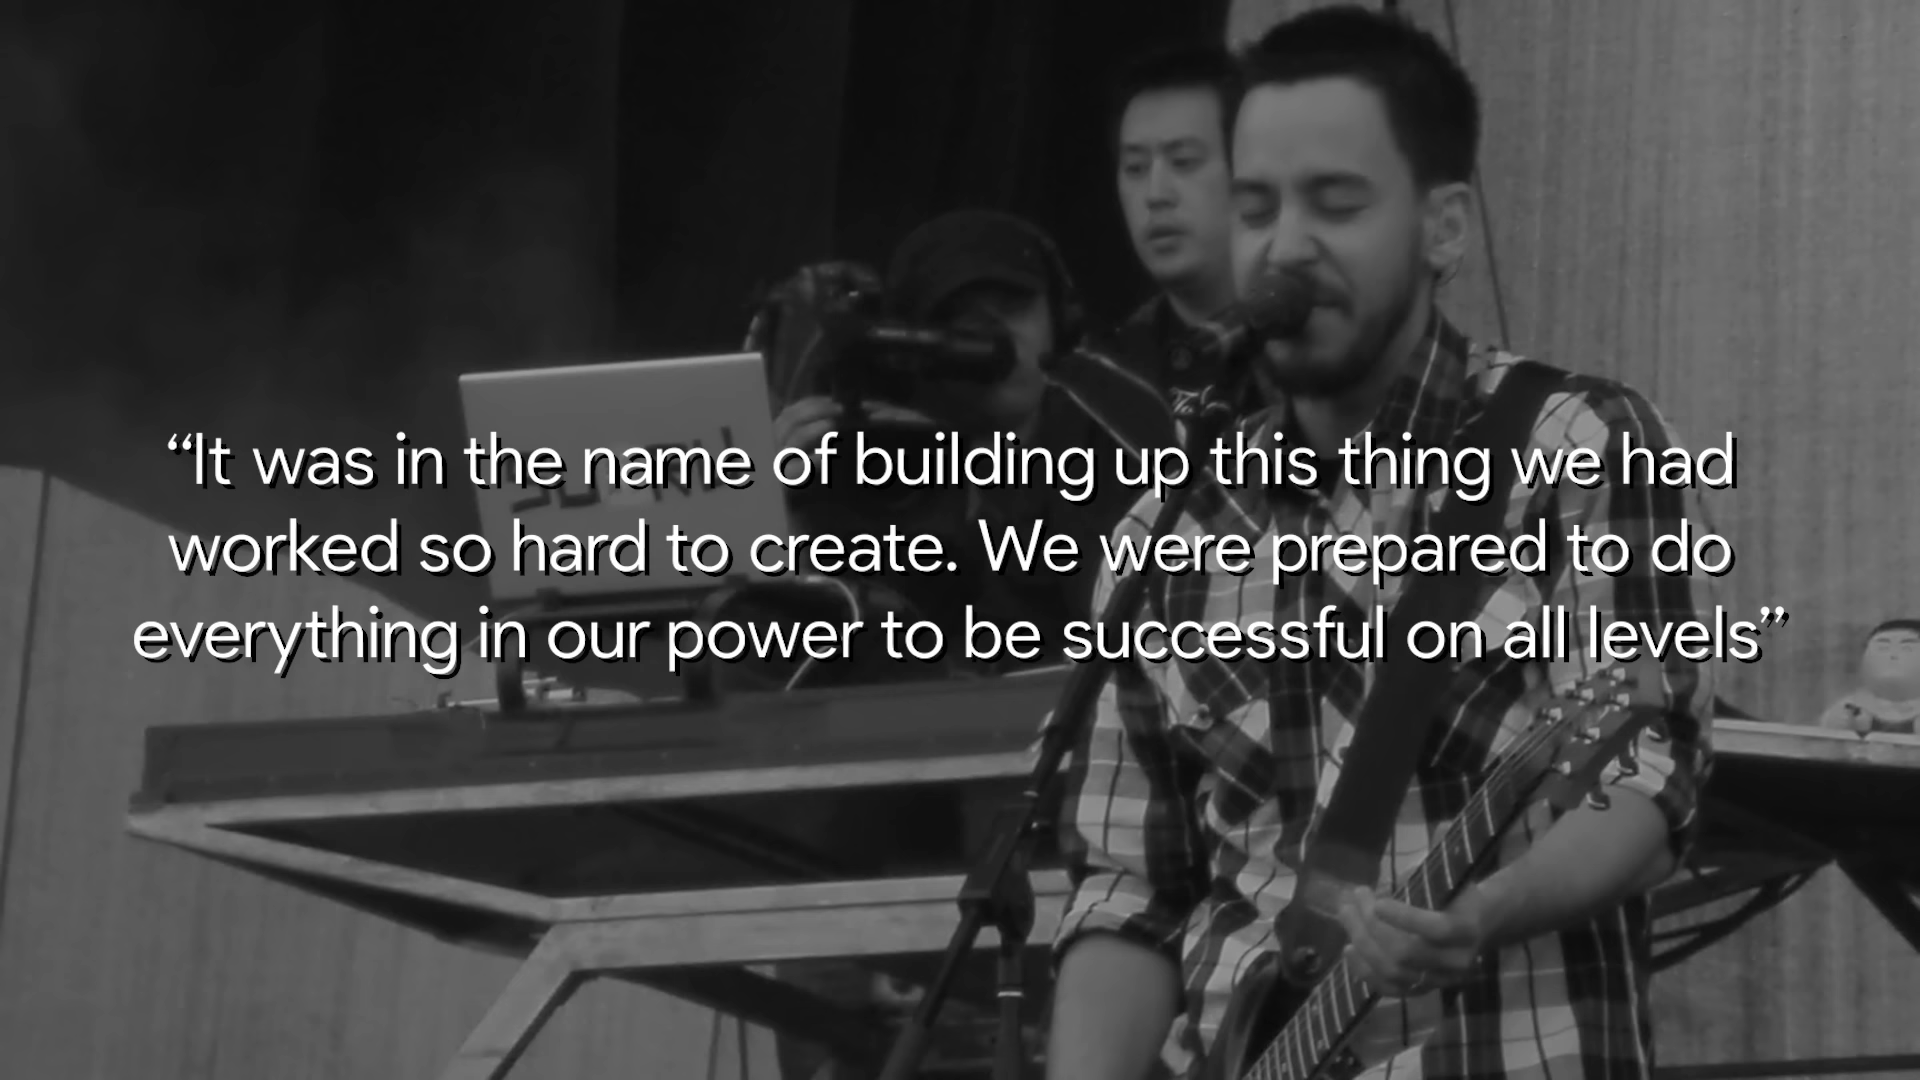 “It was in the name of building up this thing we had
worked so hard to create. We were prepared to do
everything in our power to be successful on all levels”